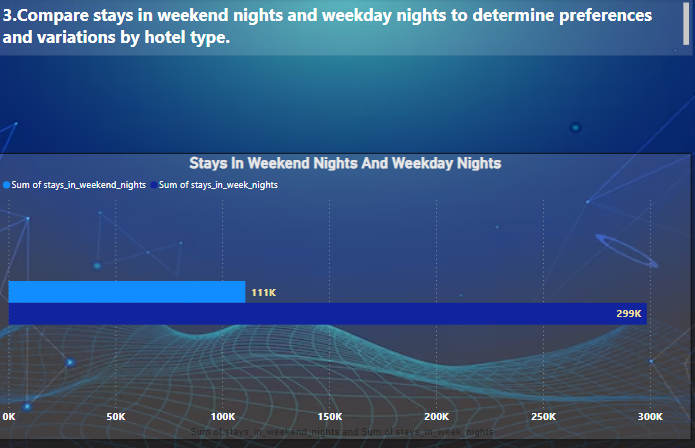 3.Compare stays in weekend nights and weekday nights to determine preferences
and variations by hotel type.
Stays In Weekend Nights And Weekday Nights
Sum of stays_in_weekend_nights Sum of stays_in_week_nights
111K
299K
0K 50K 100K 150K 200K 250K 300K
Sum of stays_in_weekend_nights and Sum of stays_in_week_nights